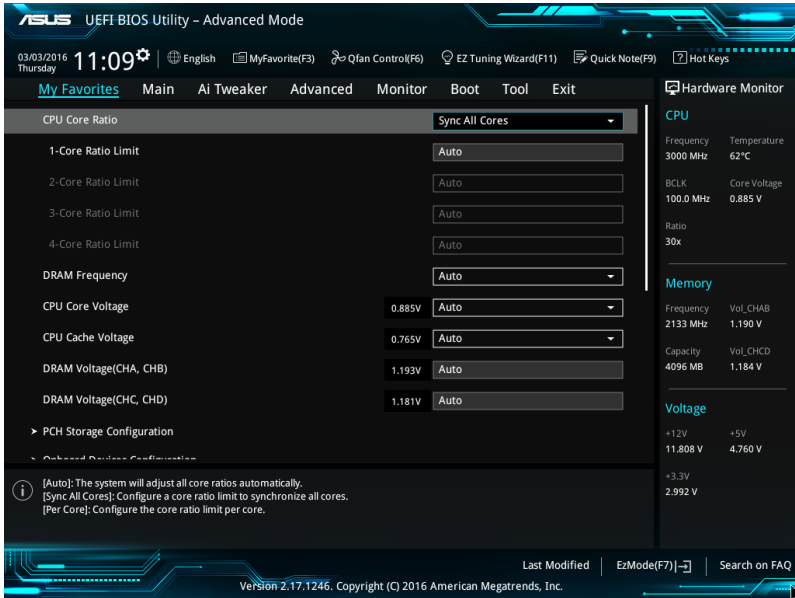 ASUS UEFI BIOS Utility – Advanced Mode
03/03/2016 Thursday 11:09 English MyFavorite(F3) Qfan Control(F6) EZ Tuning Wizard(F11) Quick Note(F9) ? Hot Keys
My Favorites Main Ai Tweaker Advanced Monitor Boot Tool Exit
CPU Core Ratio Sync All Cores
1-Core Ratio Limit Auto
2-Core Ratio Limit Auto
3-Core Ratio Limit Auto
4-Core Ratio Limit Auto
DRAM Frequency Auto
CPU Core Voltage 0.885V Auto
CPU Cache Voltage 0.765V Auto
DRAM Voltage(CHA, CHB) 1.193V Auto
DRAM Voltage(CHC, CHD) 1.181V Auto
> PCH Storage Configuration
> Onboard Devices Configuration
[Auto]: The system will adjust all core ratios automatically.
[Sync All Cores]: Configure a core ratio limit to synchronize all cores.
[Per Core]: Configure the core ratio limit per core.
Hardware Monitor
CPU
Frequency Temperature
3000 MHz 62°C
BCLK Core Voltage
100.0 MHz 0.885 V
Ratio
30x
Memory
Frequency Vol_CHAB
2133 MHz 1.190 V
Capacity Vol_CHCD
4096 MB 1.184 V
Voltage
+12V +5V
11.808 V 4.760 V
+3.3V
2.992 V
Last Modified EzMode(F7) Search on FAQ
Version 2.17.1246. Copyright (C) 2016 American Megatrends, Inc.